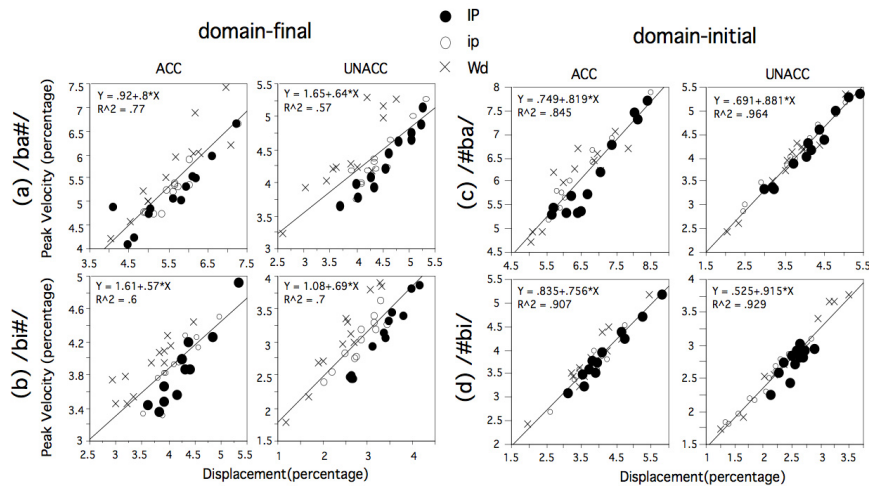 domain-final
IP
ip
Wd
domain-initial
ACC
UNACC
ACC
UNACC
(a) /ba#/
Peak Velocity (percentage)
Y = .92+.8*X
R^2 = .77
7.5
7
6.5
6
5.5
5
4.5
4
3.5 4.5 5.5 6.5 7.5
Y = 1.65+.64*X
R^2 = .57
5.5
5
4.5
4
3.5
3
2.5 3.5 4.5 5.5
(c) /#ba/
Peak Velocity (percentage)
Y = .749+.819*X
R^2 = .845
8
7
6
5
4
4.5 5.5 6.5 7.5 8.5
Y = .691+.881*X
R^2 = .964
5.5
5
4.5
4
3.5
3
2.5
2
1.5 2.5 3.5 4.5 5.5
(b) /bi#/
Peak Velocity (percentage)
Y = 1.61+.57*X
R^2 = .6
5
4.6
4.2
3.8
3.4
3
2.5 3.5 4.5 5.5
Y = 1.08+.69*X
R^2 = .7
4
3.5
3
2.5
2
1.5
1 2 3 4
(d) /#bi/
Peak Velocity (percentage)
Y = .835+.756*X
R^2 = .907
5.5
5
4.5
4
3.5
3
2.5
2
1.5 2.5 3.5 4.5 5.5
Y = .525+.915*X
R^2 = .929
4
3.5
3
2.5
2
1.5
1 1.5 2 2.5 3 3.5
Displacement(percentage)
Displacement(percentage)